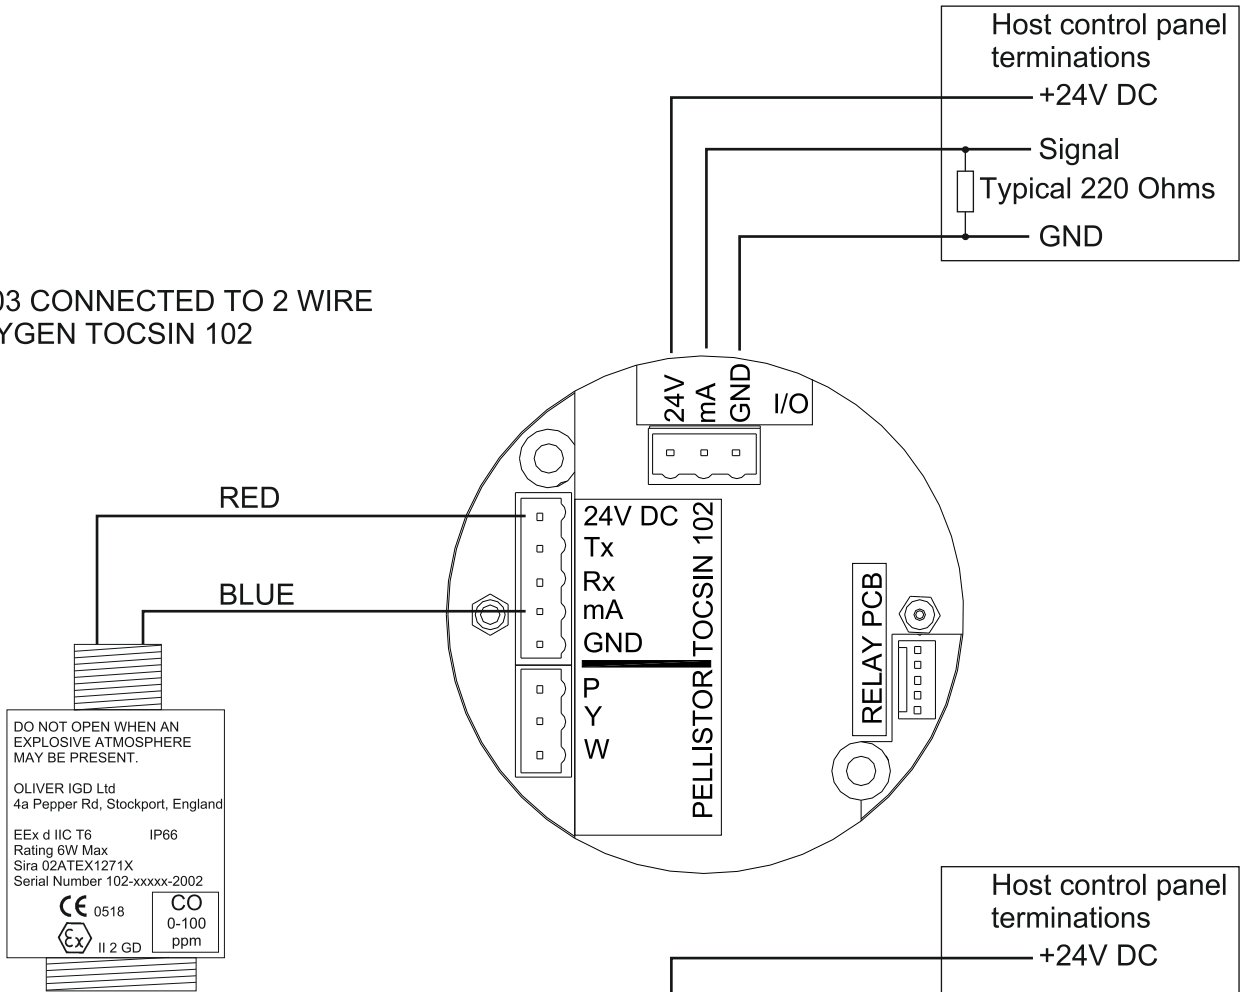 Host control panel
terminations
+24V DC
Signal
Typical 220 Ohms
GND
03 CONNECTED TO 2 WIRE
YGEN TOCSIN 102
24V
mA
GND
I/O
RED
BLUE
24V DC
Tx
Rx
mA
GND
P
Y
W
TOCSIN 102
PELLISTOR
RELAY PCB
DO NOT OPEN WHEN AN
EXPLOSIVE ATMOSPHERE
MAY BE PRESENT.
OLIVER IGD Ltd
4a Pepper Rd, Stockport, England
EEx d IIC T6 IP66
Rating 6W Max
Sira 02ATEX1271X
Serial Number 102-xxxxx-2002
CE 0518
Ex II 2 GD
CO
0-100
ppm
Host control panel
terminations
+24V DC